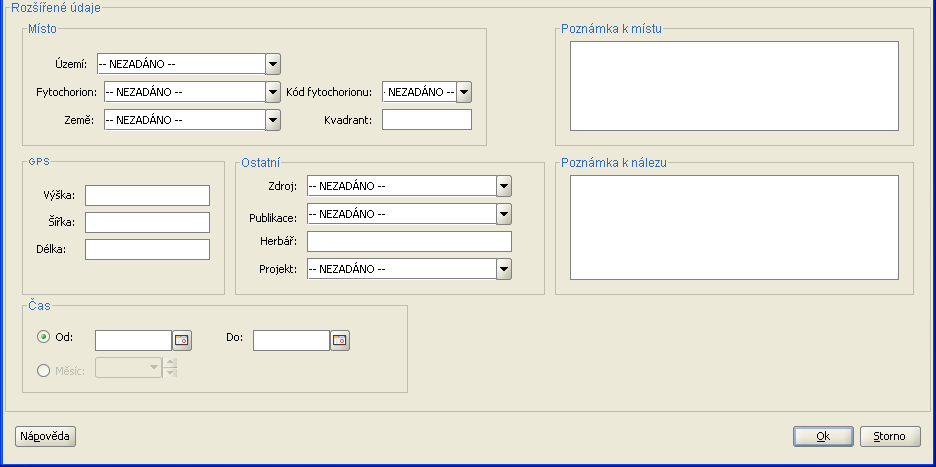 Rozšířené údaje
Místo
Území: -- NEZADÁNO --
Fytochorion: -- NEZADÁNO -- Kód fytochorionu: - NEZADÁNO --
Země: -- NEZADÁNO -- Kvadrant:
Poznámka k místu
GPS
Výška:
Šířka:
Délka:
Ostatní
Zdroj: -- NEZADÁNO --
Publikace: -- NEZADÁNO --
Herbář:
Projekt: -- NEZADÁNO --
Poznámka k nálezu
Čas
Od: Do:
Měsíc:
Nápověda Ok Storno